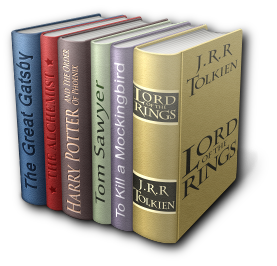 The Great Gatsby
THE ALCHEMIST
HARRY POTTER
AND THE ORDER
OF PHOENIX
Tom Sawyer
To Kill a Mockingbird
LORD
OF THE
RINGS
J.R.R
TOLKIEN
J.R.R
TOLKIEN
LORD
OF THE
RINGS